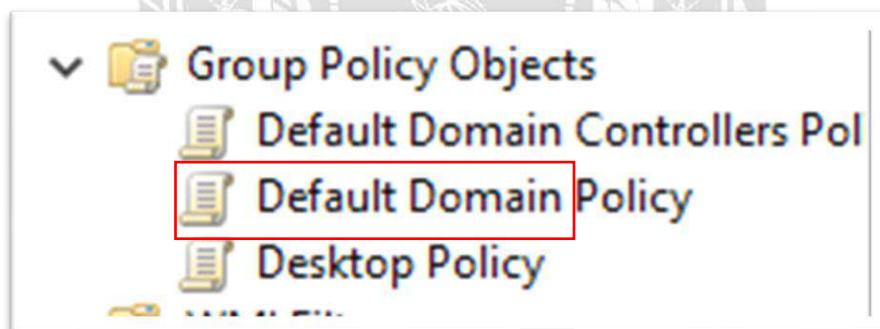 Group Policy Objects
Default Domain Controllers Pol
Default Domain Policy
Desktop Policy